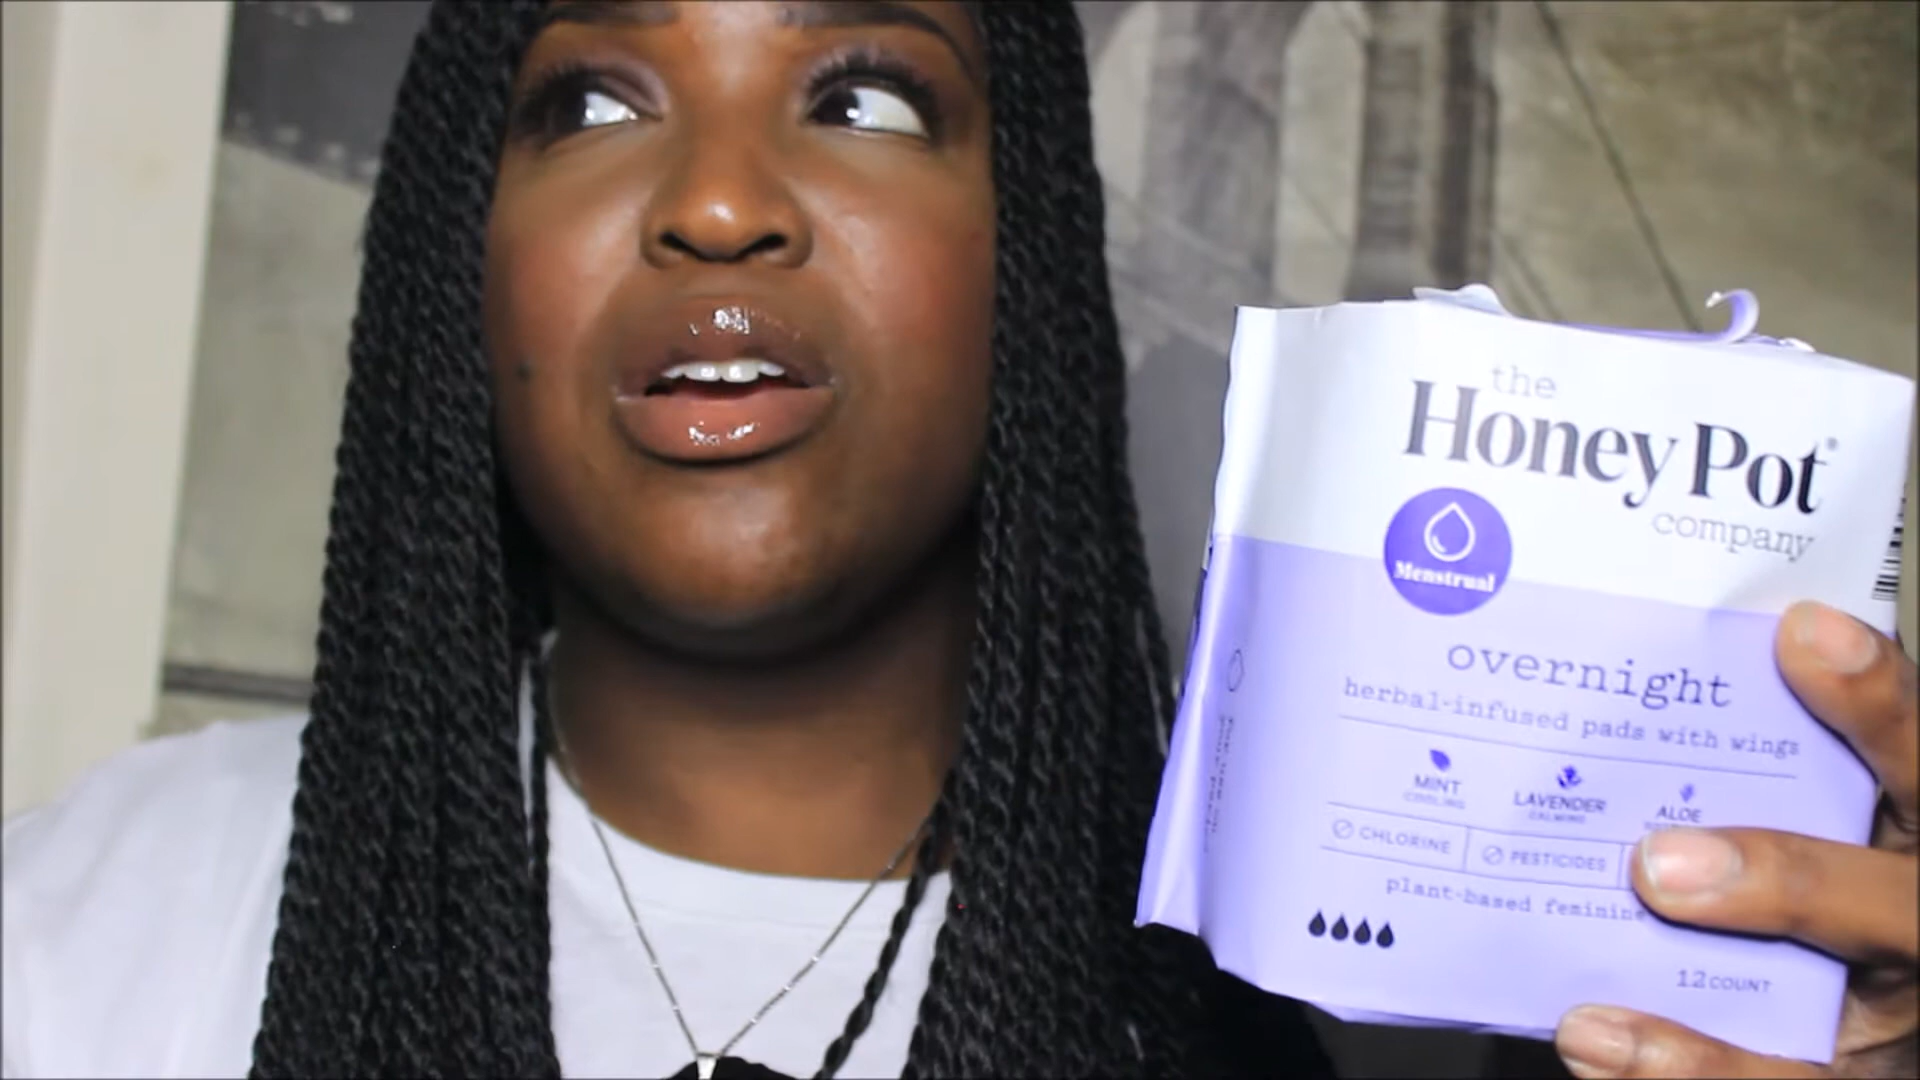 the
Honey Pot®
company
Menstrual
overnight
herbal-infused pads with wings
MINT
COOLING
LAVENDER
CALMING
ALOE
CHLORINE
PESTICIDES
plant-based feminine
12 COUNT